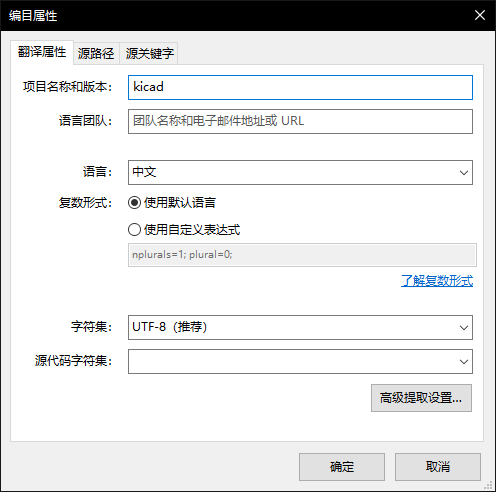 编目属性
翻译属性 源路径 源关键字
项目名称和版本: kicad
语言团队: 团队名称和电子邮件地址或 URL
语言: 中文
复数形式: 使用默认语言
使用自定义表达式
nplurals=1; plural=0;
了解复数形式
字符集: UTF-8（推荐）
源代码字符集:
高级提取设置...
确定 取消